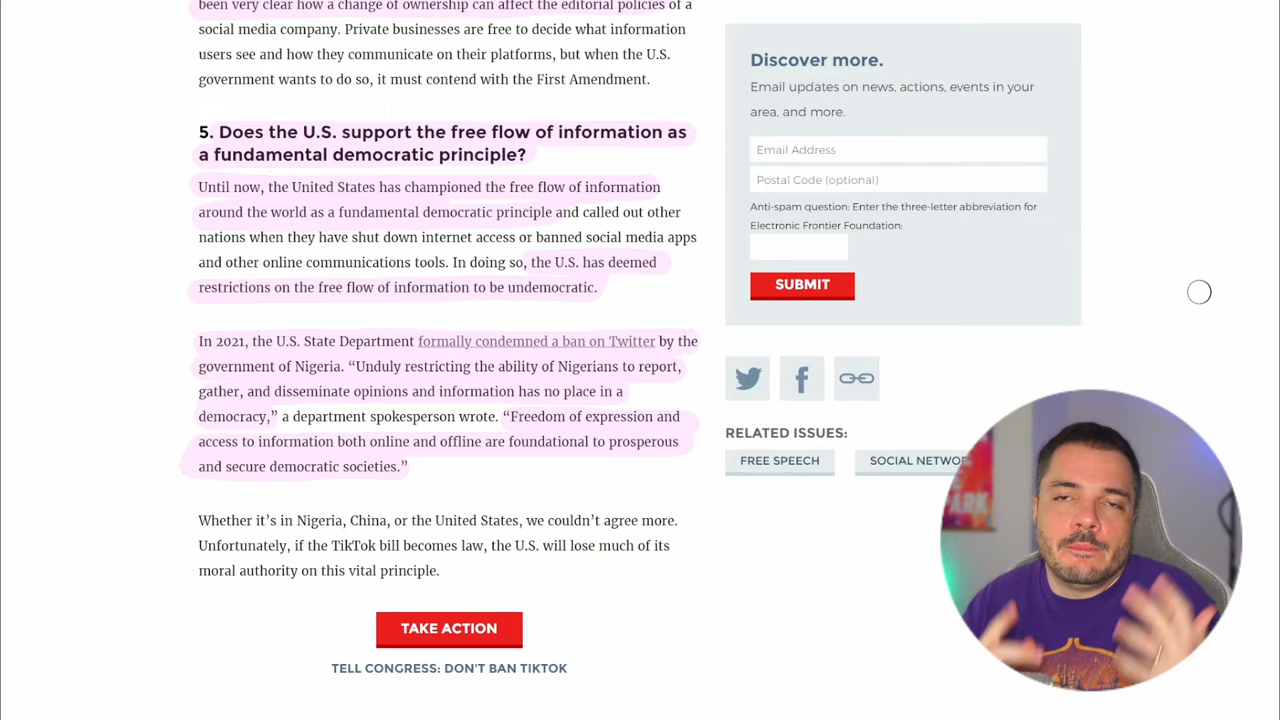 been very clear how a change of ownership can affect the editorial policies of a
social media company. Private businesses are free to decide what information
users see and how they communicate on their platforms, but when the U.S.
government wants to do so, it must contend with the First Amendment.
5. Does the U.S. support the free flow of information as
a fundamental democratic principle?
Until now, the United States has championed the free flow of information
around the world as a fundamental democratic principle and called out other
nations when they have shut down internet access or banned social media apps
and other online communications tools. In doing so, the U.S. has deemed
restrictions on the free flow of information to be undemocratic.
In 2021, the U.S. State Department formally condemned a ban on Twitter by the
government of Nigeria. “Unduly restricting the ability of Nigerians to report,
gather, and disseminate opinions and information has no place in a
democracy,” a department spokesperson wrote. “Freedom of expression and
access to information both online and offline are foundational to prosperous
and secure democratic societies.”
Whether it’s in Nigeria, China, or the United States, we couldn’t agree more.
Unfortunately, if the TikTok bill becomes law, the U.S. will lose much of its
moral authority on this vital principle.
TAKE ACTION
TELL CONGRESS: DON’T BAN TIKTOK
Discover more.
Email updates on news, actions, events in your
area, and more.
Email Address
Postal Code (optional)
Anti-spam question: Enter the three-letter abbreviation for
Electronic Frontier Foundation:
SUBMIT
RELATED ISSUES:
FREE SPEECH
SOCIAL NETWO
PARK